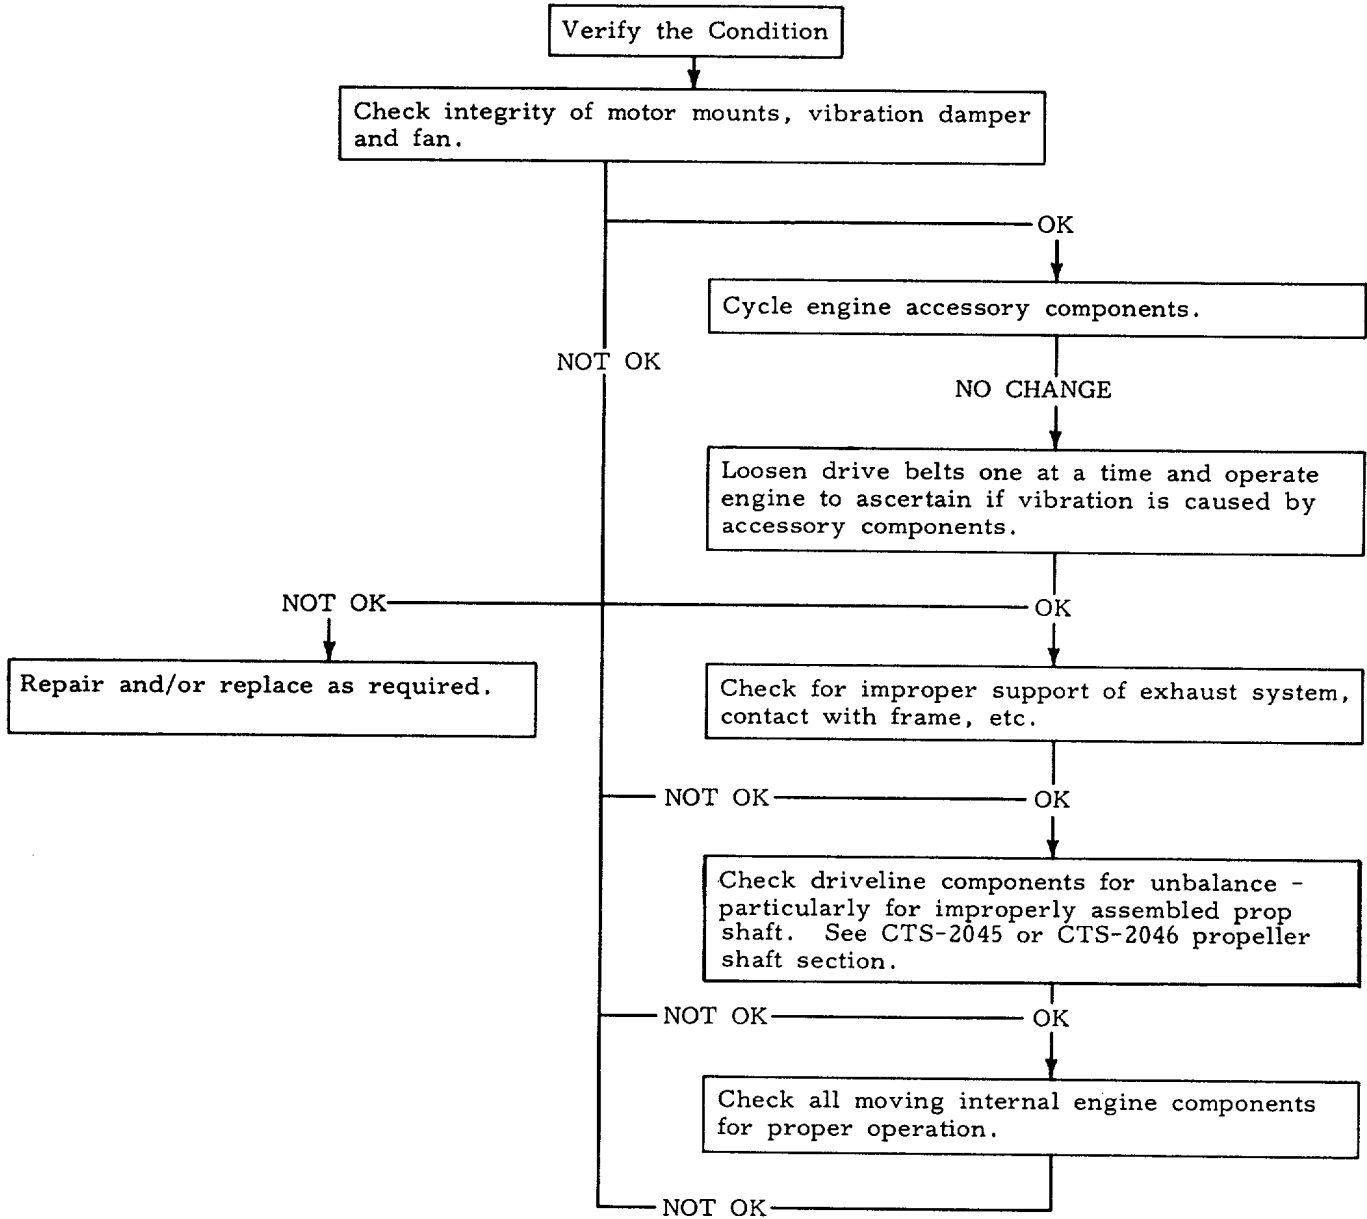 Verify the Condition
Check integrity of motor mounts, vibration damper
and fan.
OK
Cycle engine accessory components.
NOT OK
NO CHANGE
Loosen drive belts one at a time and operate
engine to ascertain if vibration is caused by
accessory components.
NOT OK
OK
Repair and/or replace as required.
Check for improper support of exhaust system,
contact with frame, etc.
NOT OK
OK
Check driveline components for unbalance -
particularly for improperly assembled prop
shaft. See CTS-2045 or CTS-2046 propeller
shaft section.
NOT OK
OK
Check all moving internal engine components
for proper operation.
NOT OK